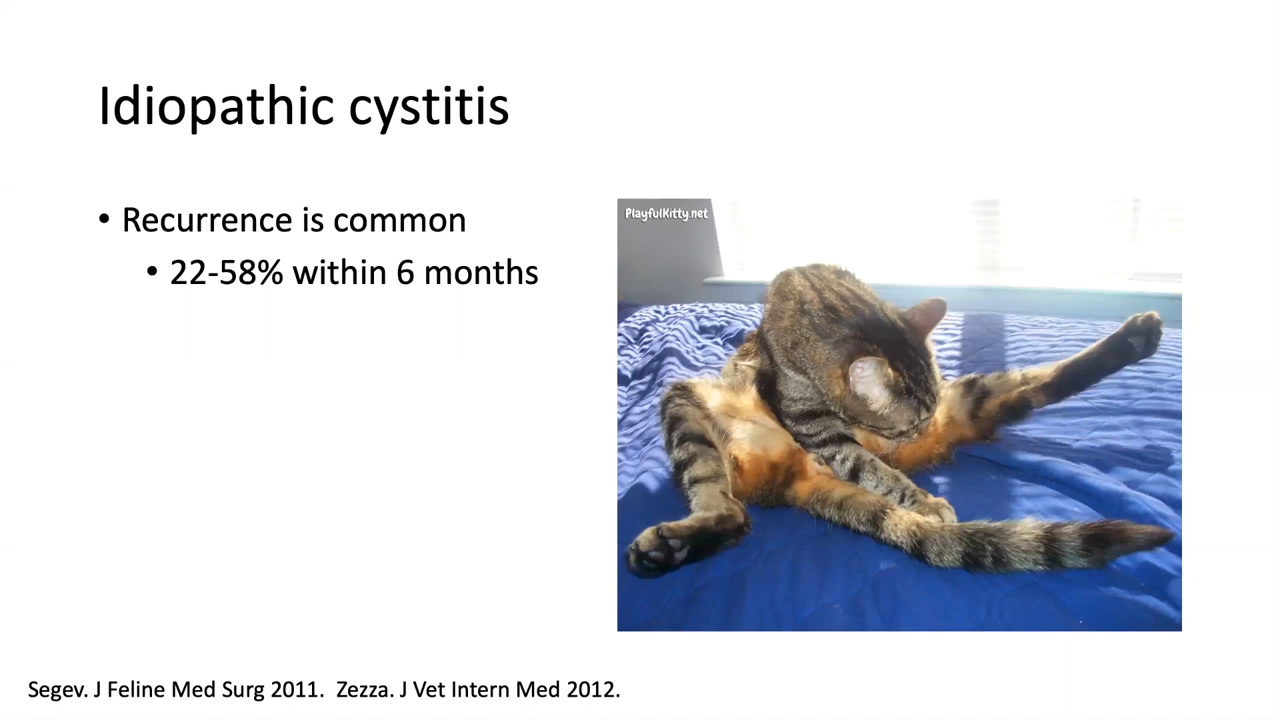 Idiopathic cystitis
• Recurrence is common
• 22-58% within 6 months
PlayfulKitty.net
Segev. J Feline Med Surg 2011.  Zezza. J Vet Intern Med 2012.